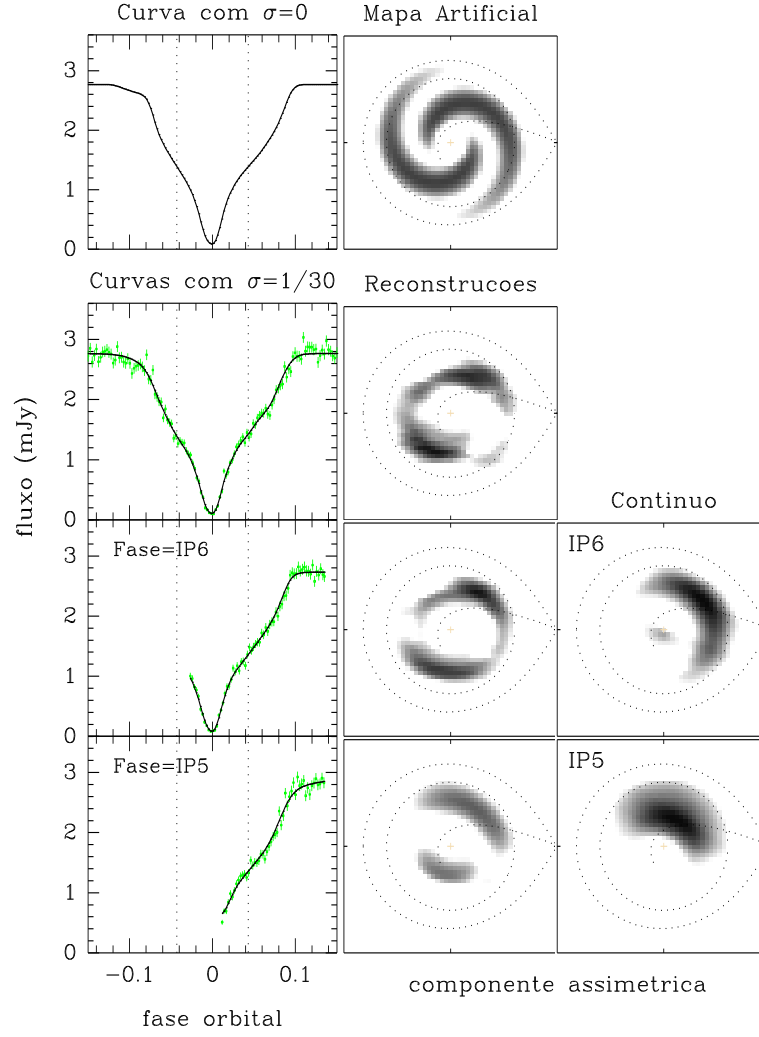 Curva com σ=0
Mapa Artificial
3
2
1
0
Curvas com σ=1/30
Reconstrucoes
3
2
1
0
fluxo (mJy)
Continuo
Fase=IP6
IP6
3
2
1
0
Fase=IP5
IP5
3
2
1
0
−0.1
0
0.1
fase orbital
componente assimetrica